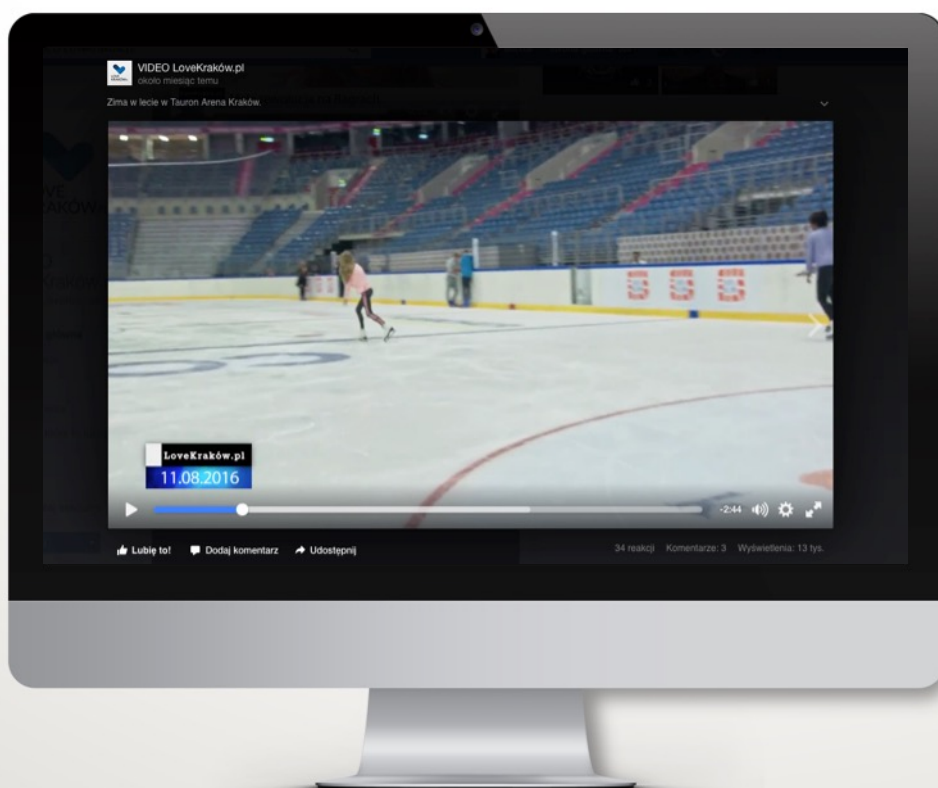 VIDEO LoveKraków.pl
około miesiąc temu
Zima w lecie w Tauron Arena Kraków.
LoveKraków.pl
11.08.2016
-2:44
Lubię to! Dodaj komentarz Udostępnij
34 reakcji Komentarze: 3 Wyświetlenia: 13 tys.